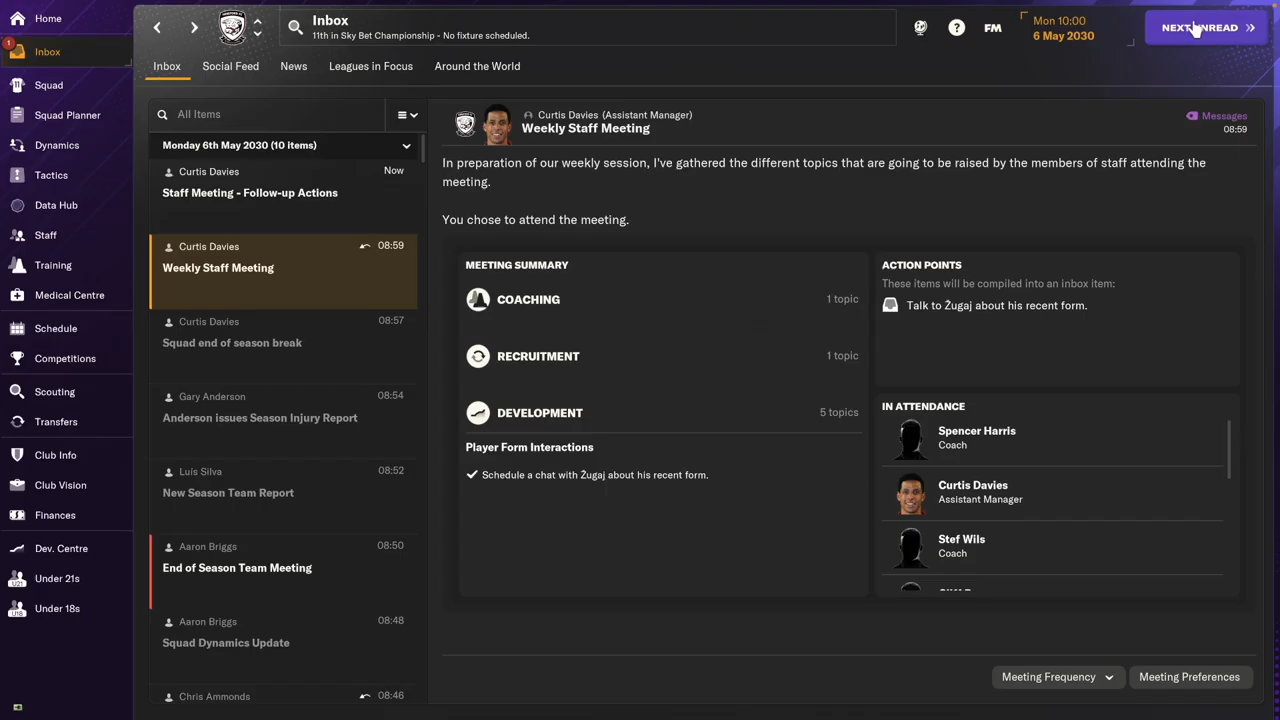 Home
1
Inbox
Squad
Squad Planner
Dynamics
Tactics
Data Hub
Staff
Training
Medical Centre
Schedule
Competitions
Scouting
Transfers
Club Info
Club Vision
Finances
Dev. Centre
U21
Under 21s
U18
Under 18s
Inbox
11th in Sky Bet Championship - No fixture scheduled.
?
FM
Mon 10:00
6 May 2030
NEXT UNREAD
Inbox
Social Feed
News
Leagues in Focus
Around the World
All Items
Monday 6th May 2030 (10 items)
Curtis Davies
Now
Staff Meeting - Follow-up Actions
Curtis Davies
08:59
Weekly Staff Meeting
Curtis Davies
08:57
Squad end of season break
Gary Anderson
08:54
Anderson issues Season Injury Report
Luís Silva
08:52
New Season Team Report
Aaron Briggs
08:50
End of Season Team Meeting
Aaron Briggs
08:48
Squad Dynamics Update
Chris Ammonds
08:46
Curtis Davies (Assistant Manager)
Weekly Staff Meeting
Messages
08:59
In preparation of our weekly session, I've gathered the different topics that are going to be raised by the members of staff attending the
meeting.
You chose to attend the meeting.
MEETING SUMMARY
COACHING
1 topic
RECRUITMENT
1 topic
DEVELOPMENT
5 topics
Player Form Interactions
Schedule a chat with Žugaj about his recent form.
ACTION POINTS
These items will be compiled into an inbox item:
Talk to Žugaj about his recent form.
IN ATTENDANCE
Spencer Harris
Coach
Curtis Davies
Assistant Manager
Stef Wils
Coach
Meeting Frequency
Meeting Preferences